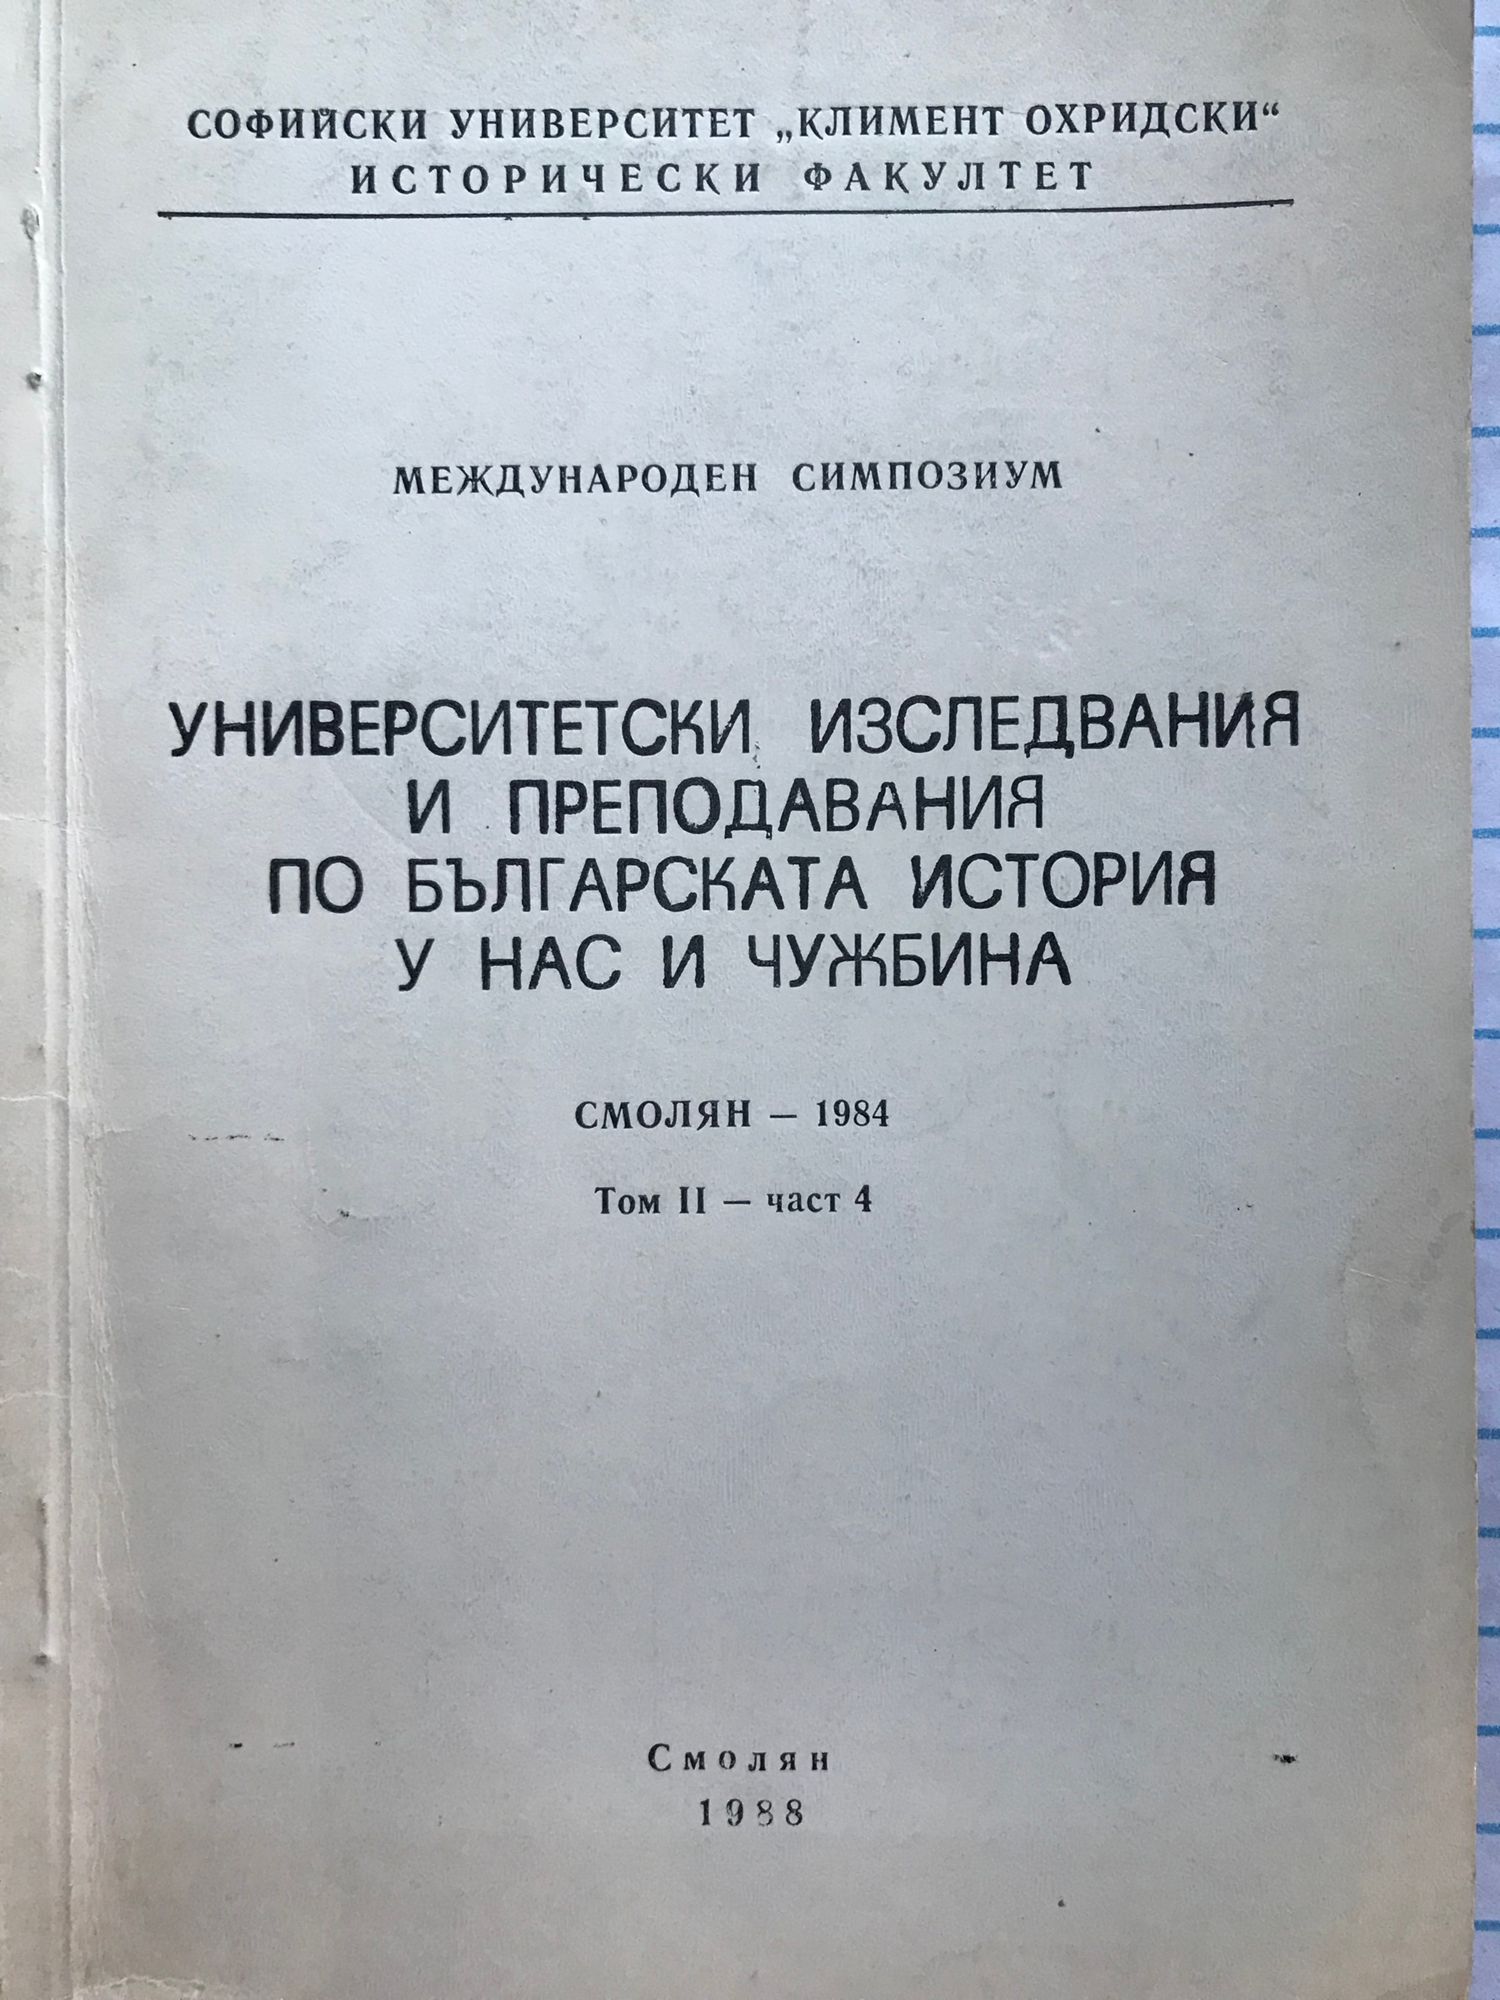 СОФИЙСКИ УНИВЕРСИТЕТ „КЛИМЕНТ ОХРИДСКИ“
ИСТОРИЧЕСКИ ФАКУЛТЕТ
МЕЖДУНАРОДЕН СИМПОЗИУМ
УНИВЕРСИТЕТСКИ ИЗСЛЕДВАНИЯ
И ПРЕПОДАВАНИЯ
ПО БЪЛГАРСКАТА ИСТОРИЯ
У НАС И ЧУЖБИНА
СМОЛЯН — 1984
Том II — част 4
Смолян
1988